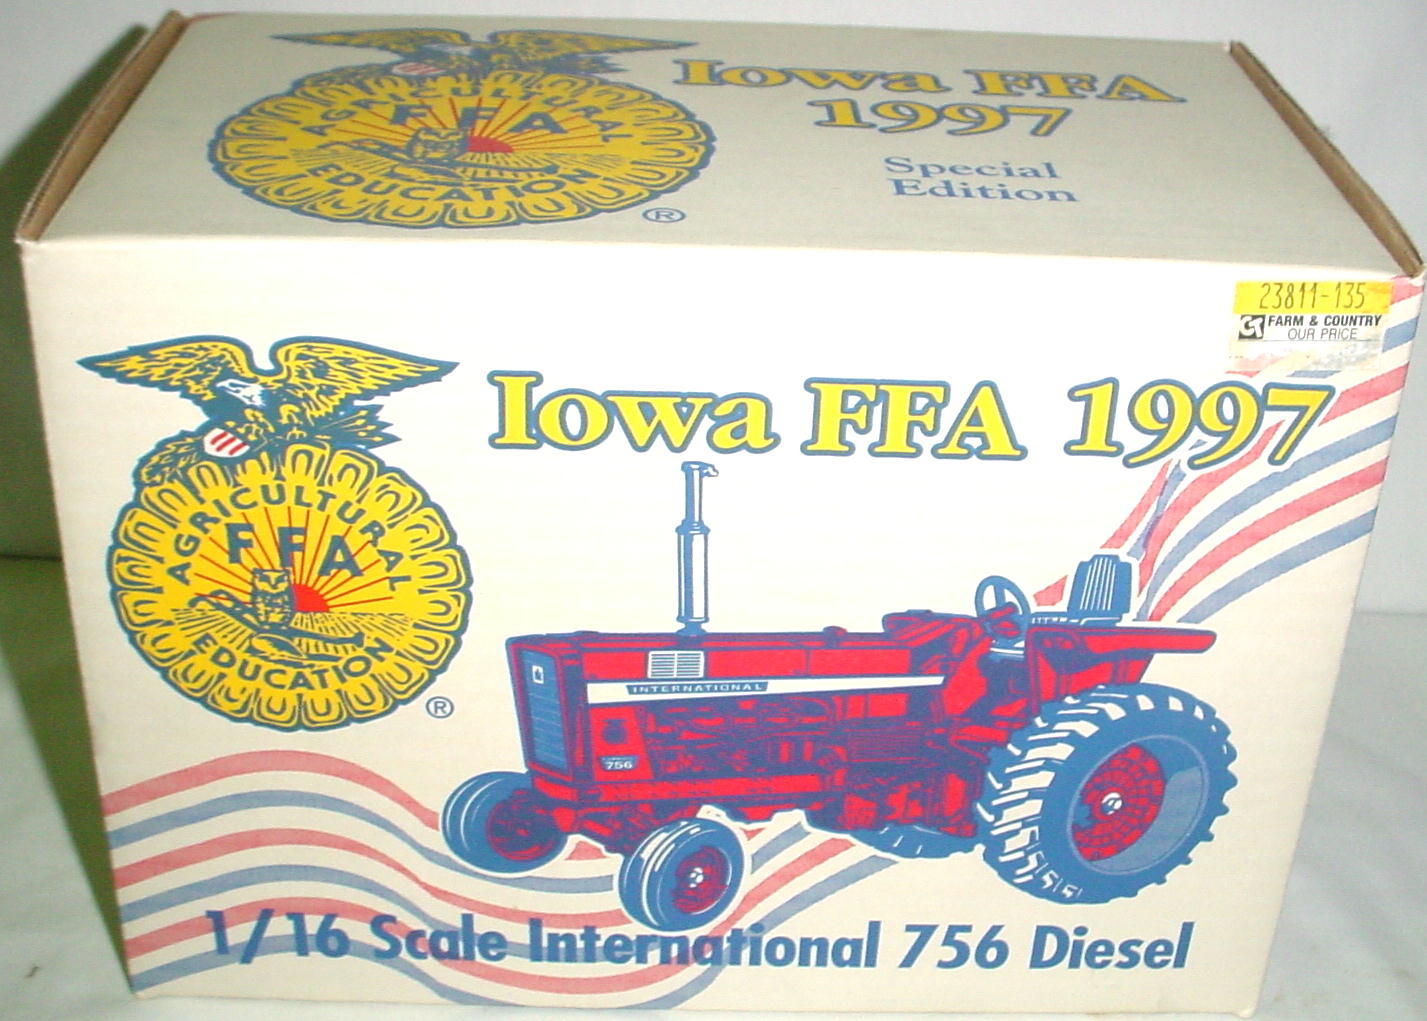 AGRICULTURAL
FFA
EDUCATION
®
Iowa FFA
1997
Special
Edition
23811-135
CT FARM & COUNTRY
OUR PRICE
Iowa FFA 1997
AGRICULTURAL
FFA
EDUCATION
®
INTERNATIONAL
756
1/16 Scale International 756 Diesel